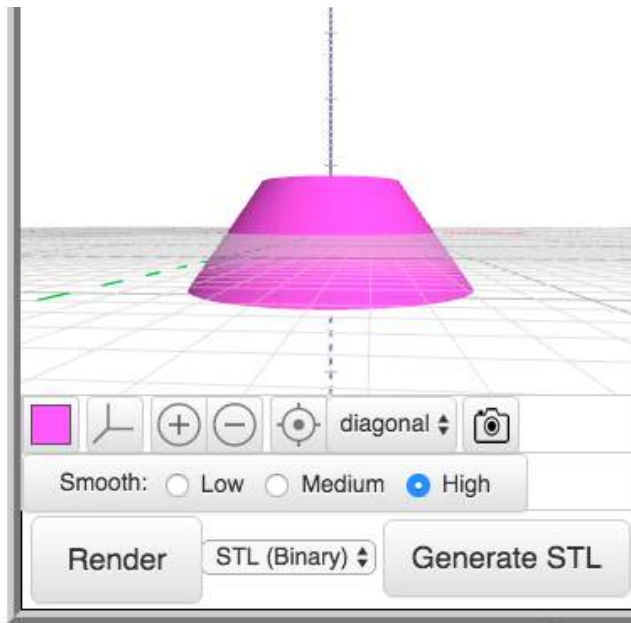 diagonal
Smooth: Low Medium High
Render STL (Binary) Generate STL